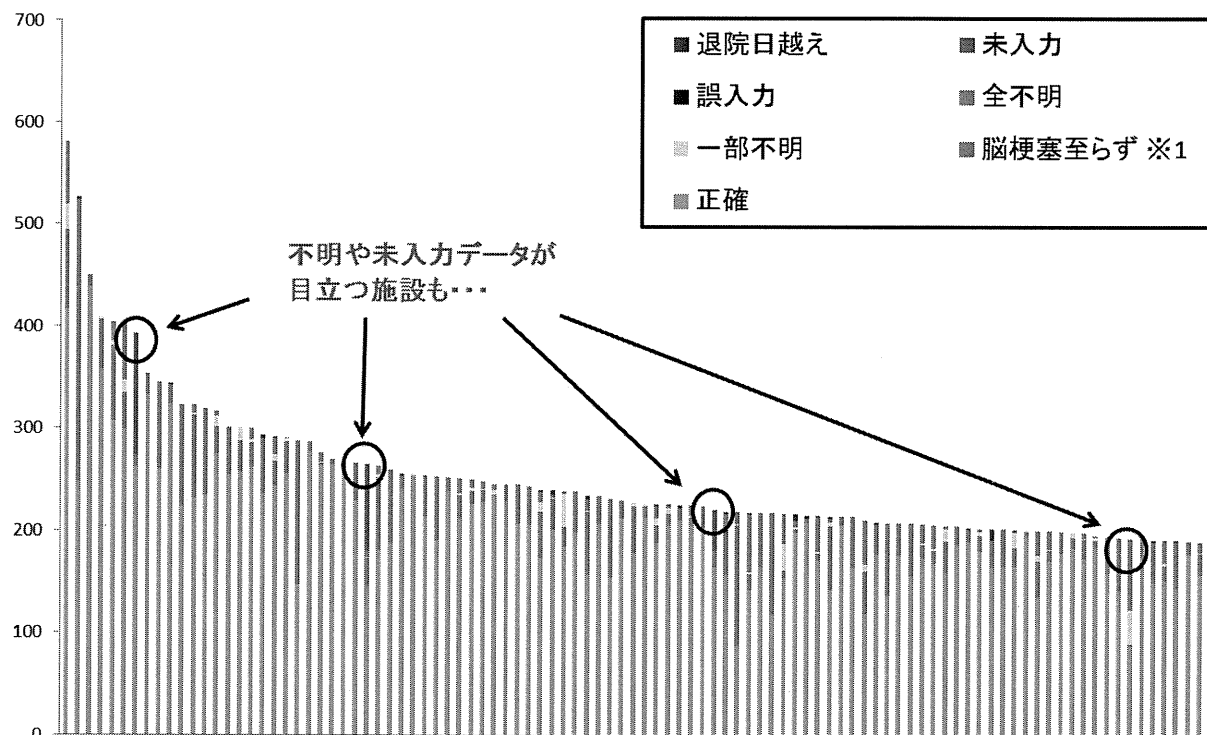 700
600
500
400
300
200
100
0
■退院日越え ■未入力
■誤入力 ■全不明
■一部不明 ■脳梗塞至らず ※1
■正確
不明や未入力データが
目立つ施設も・・・